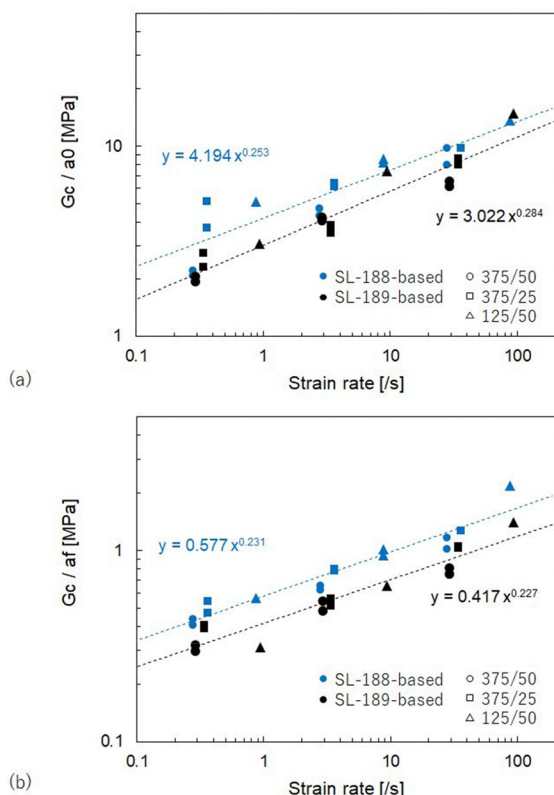 Gc / a0 [MPa]
10
1
y = 4.194 x^0.253
y = 3.022 x^0.284
SL-188-based
SL-189-based
375/50
375/25
125/50
0.1
1
10
100
Strain rate [/s]
(a)
Gc / af [MPa]
1
0.1
y = 0.577 x^0.231
y = 0.417 x^0.227
SL-188-based
SL-189-based
375/50
375/25
125/50
0.1
1
10
100
Strain rate [/s]
(b)